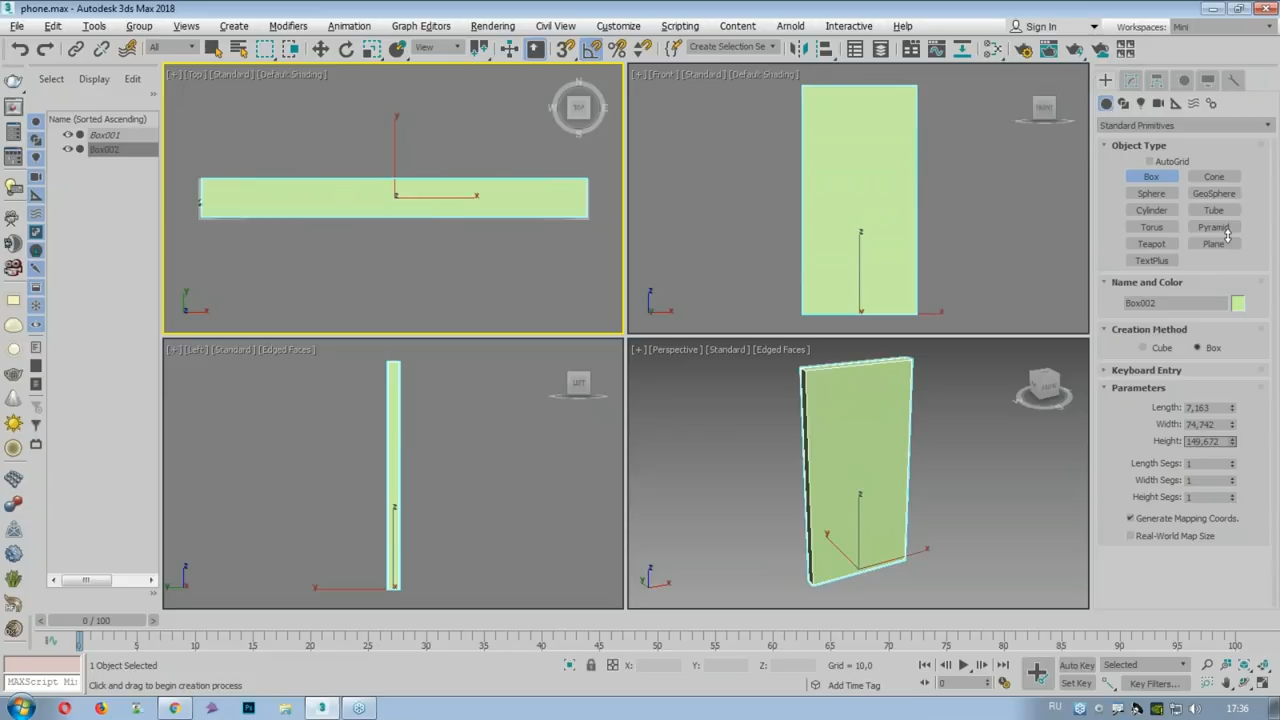 phone.max - Autodesk 3ds Max 2018
File Edit Tools Group Views Create Modifiers Animation Graph Editors Rendering Civil View Customize Scripting Content Arnold Interactive Help Sign In Workspaces: Mini
All View Create Selection Se
Select Display Edit
Name (Sorted Ascending)
Box001
Box002
[+] [Top] [Standard] [Default Shading]
N
W TOP E
S
y
x
z
y
z x
[+] [Front] [Standard] [Default Shading]
FRONT
z
x
z
x
[+] [Left] [Standard] [Edged Faces]
LEFT
z
y
z
y
[+] [Perspective] [Standard] [Edged Faces]
z
y
x
z
x
Standard Primitives
Object Type
AutoGrid
Box Cone
Sphere GeoSphere
Cylinder Tube
Torus Pyramid
Teapot Plane
TextPlus
Name and Color
Box002
Creation Method
Cube Box
Keyboard Entry
Parameters
Length: 7,163
Width: 74,742
Height: 149,672
Length Segs: 1
Width Segs: 1
Height Segs: 1
Generate Mapping Coords.
Real-World Map Size
0 / 100
0 5 10 15 20 25 30 35 40 45 50 55 60 65 70 75 80 85 90 95 100
1 Object Selected X: Y: Z: Grid = 10,0 Auto Key Selected
MAXScript Mi Click and drag to begin creation process Add Time Tag 0 Set Key Key Filters...
RU 17:36